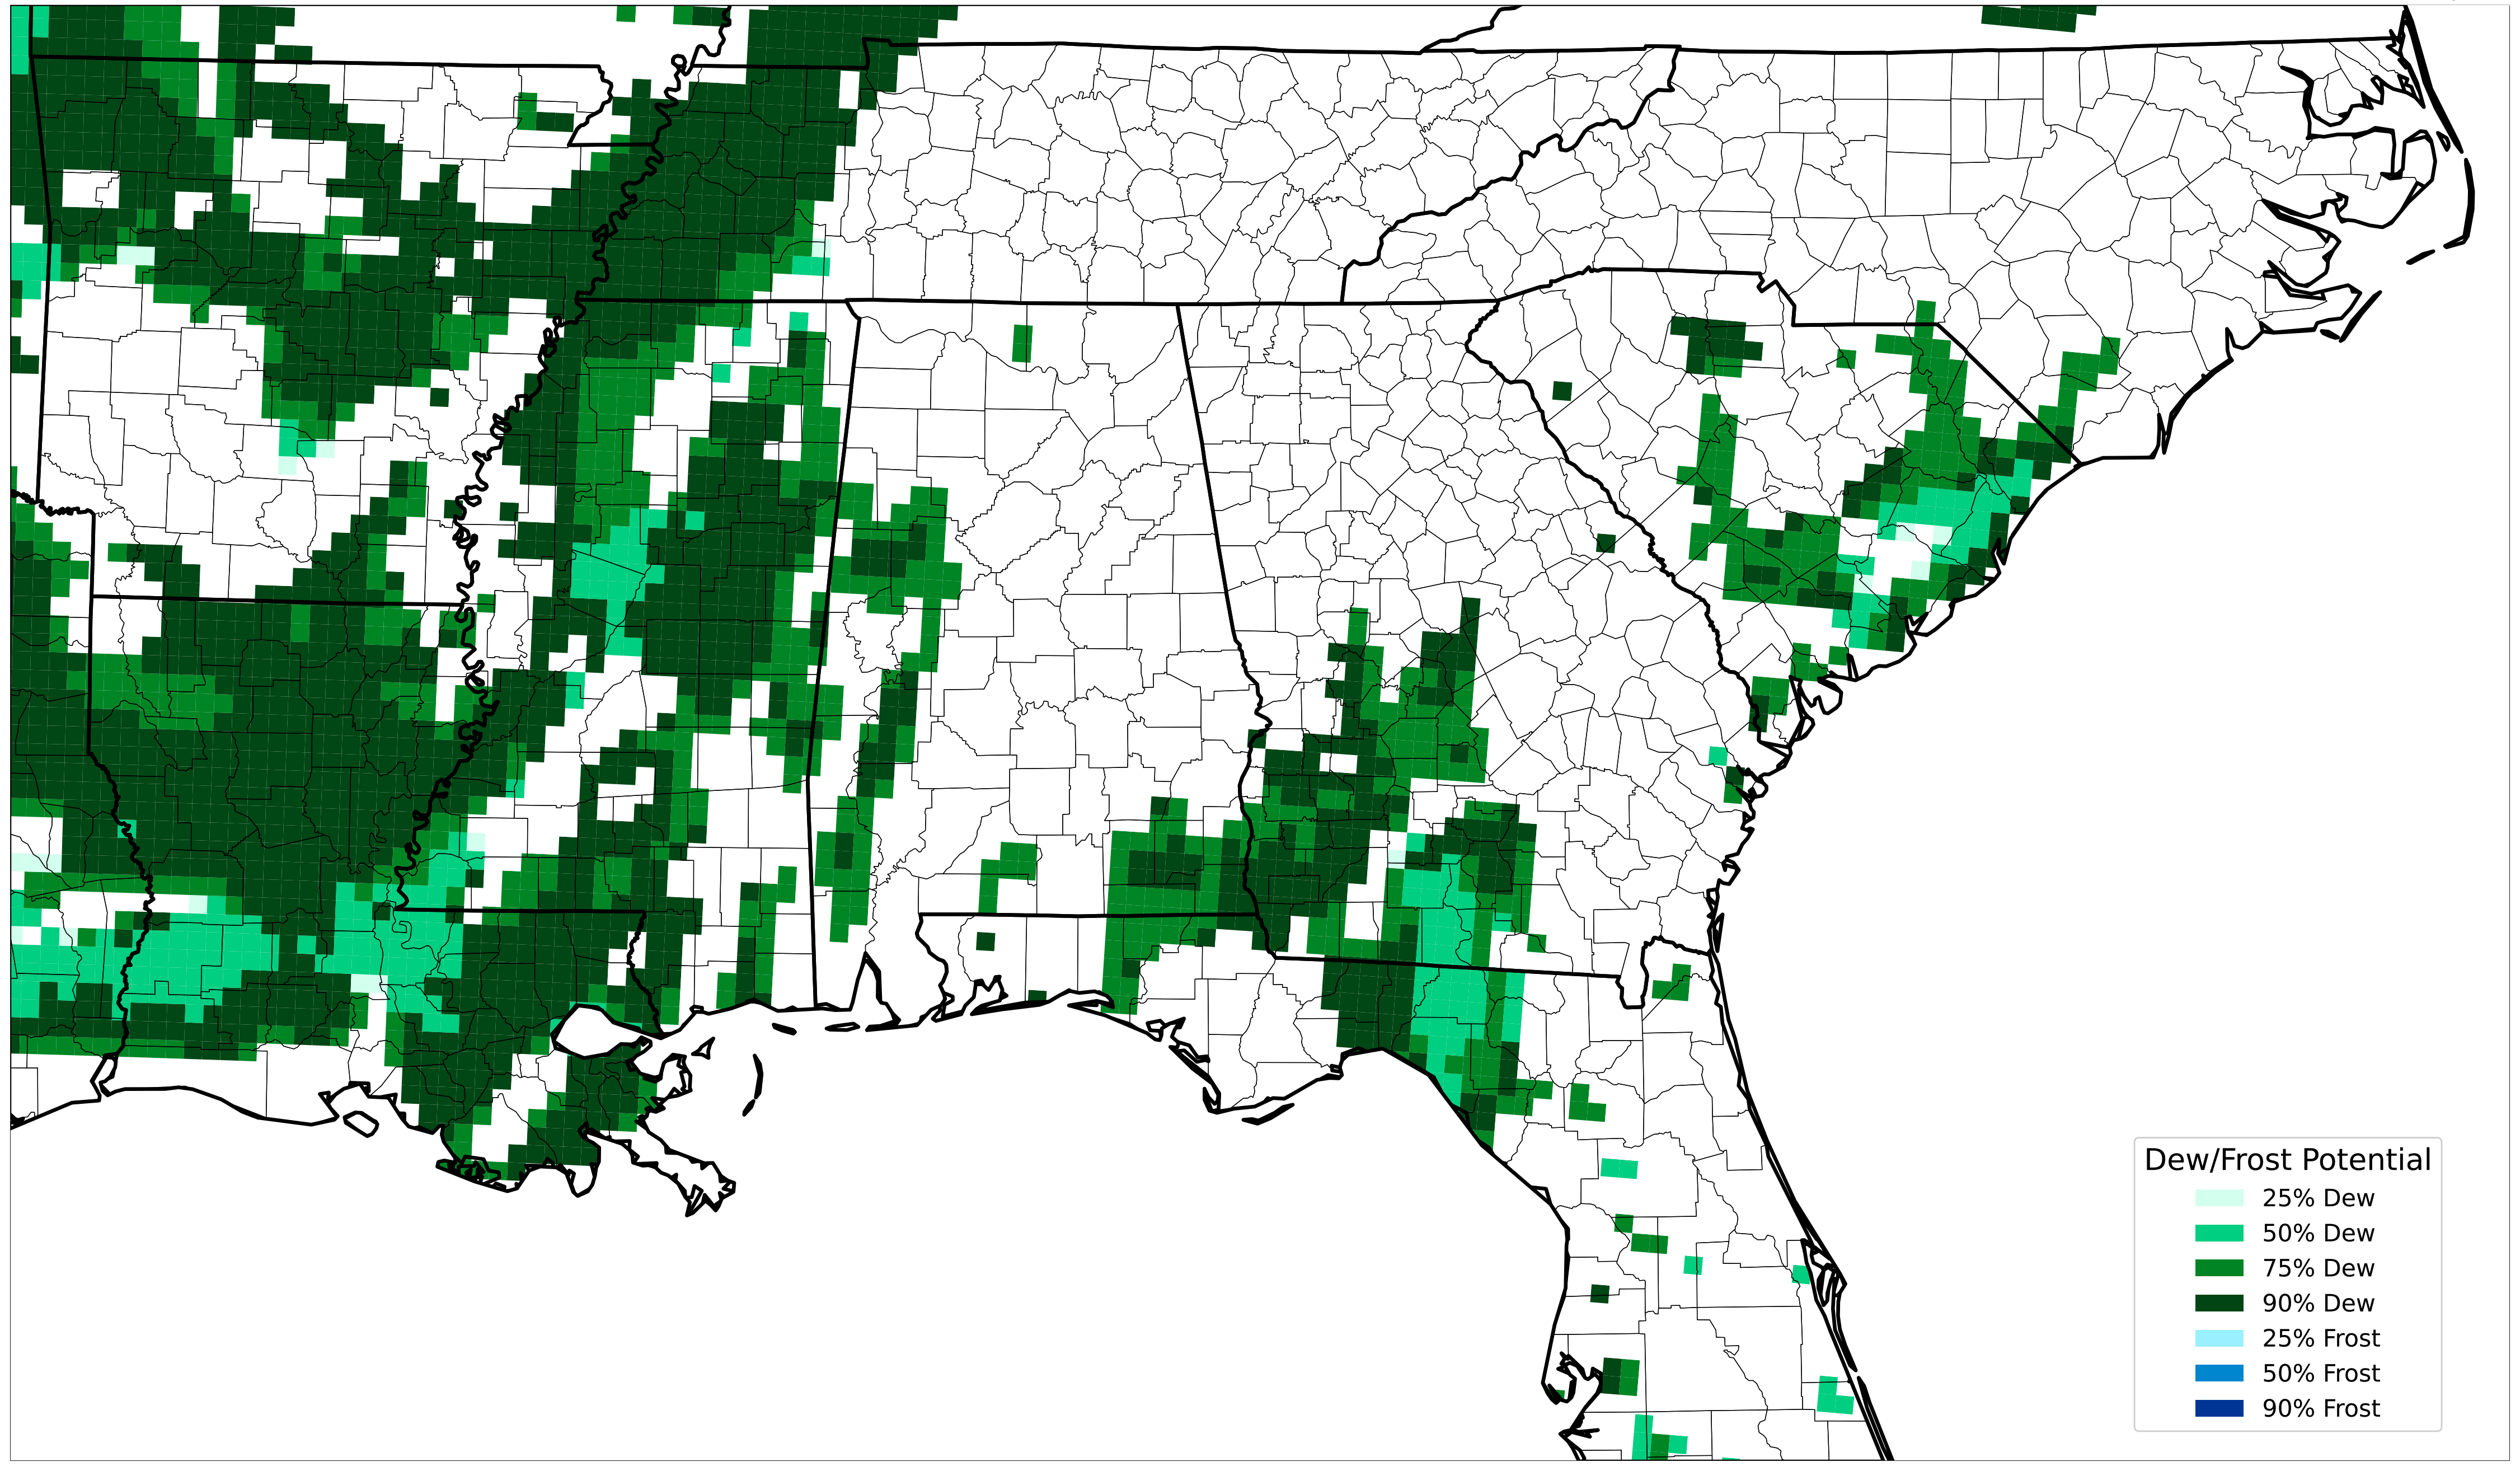 Dew/Frost Potential
25% Dew
50% Dew
75% Dew
90% Dew
25% Frost
50% Frost
90% Frost